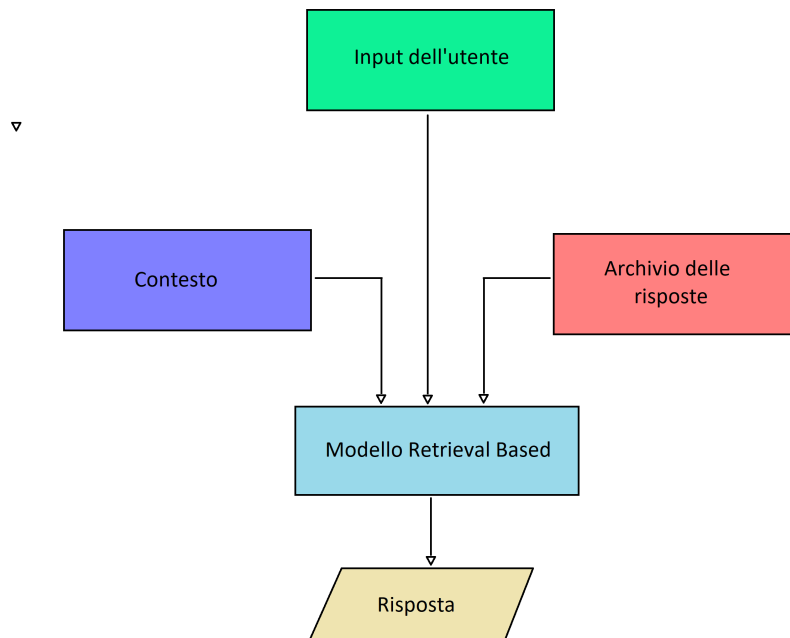 Input dell'utente
Contesto
Archivio delle
risposte
Modello Retrieval Based
Risposta